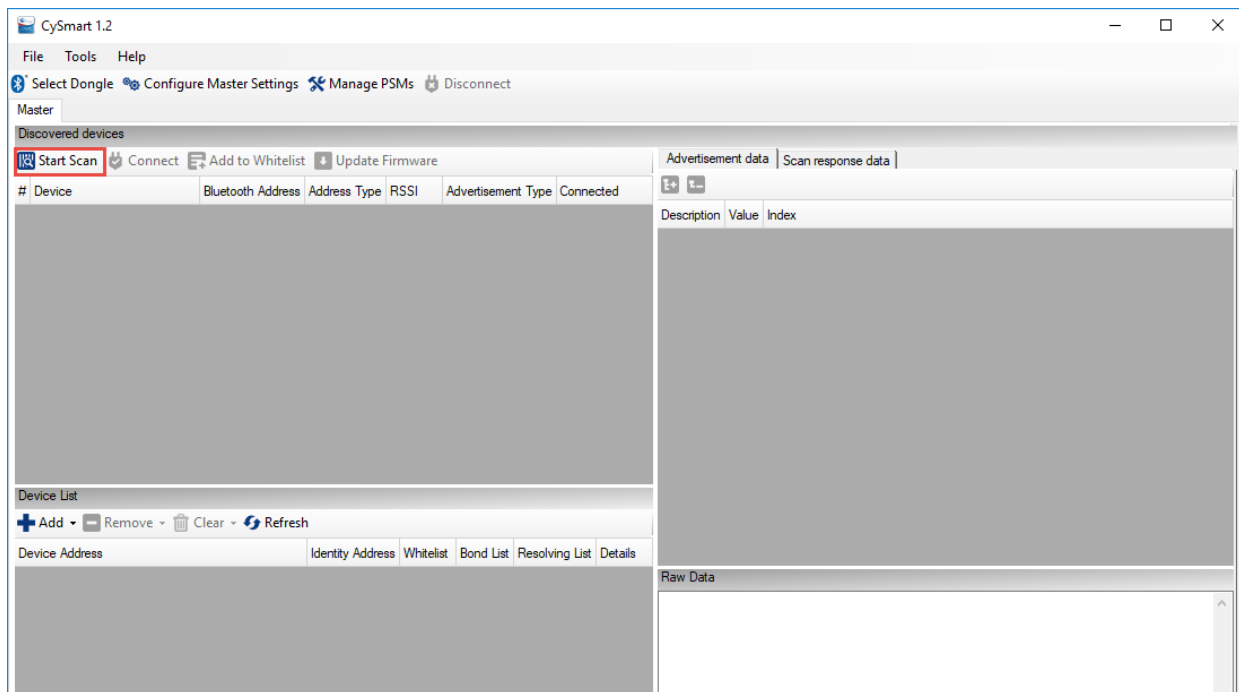 CySmart 1.2
File Tools Help
Select Dongle Configure Master Settings Manage PSMs Disconnect
Master
Discovered devices
Start Scan Connect Add to Whitelist Update Firmware
# Device Bluetooth Address Address Type RSSI Advertisement Type Connected
Advertisement data Scan response data
Description Value Index
Device List
Add Remove Clear Refresh
Device Address Identity Address Whitelist Bond List Resolving List Details
Raw Data